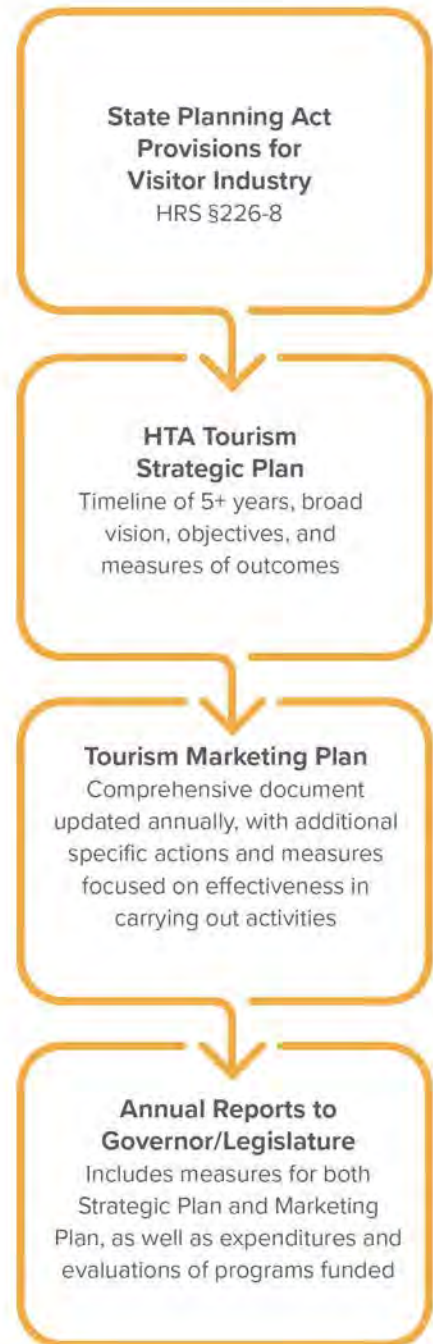 State Planning Act
Provisions for
Visitor Industry
HRS §226-8
HTA Tourism
Strategic Plan
Timeline of 5+ years, broad
vision, objectives, and
measures of outcomes
Tourism Marketing Plan
Comprehensive document
updated annually, with additional
specific actions and measures
focused on effectiveness in
carrying out activities
Annual Reports to
Governor/Legislature
Includes measures for both
Strategic Plan and Marketing
Plan, as well as expenditures and
evaluations of programs funded